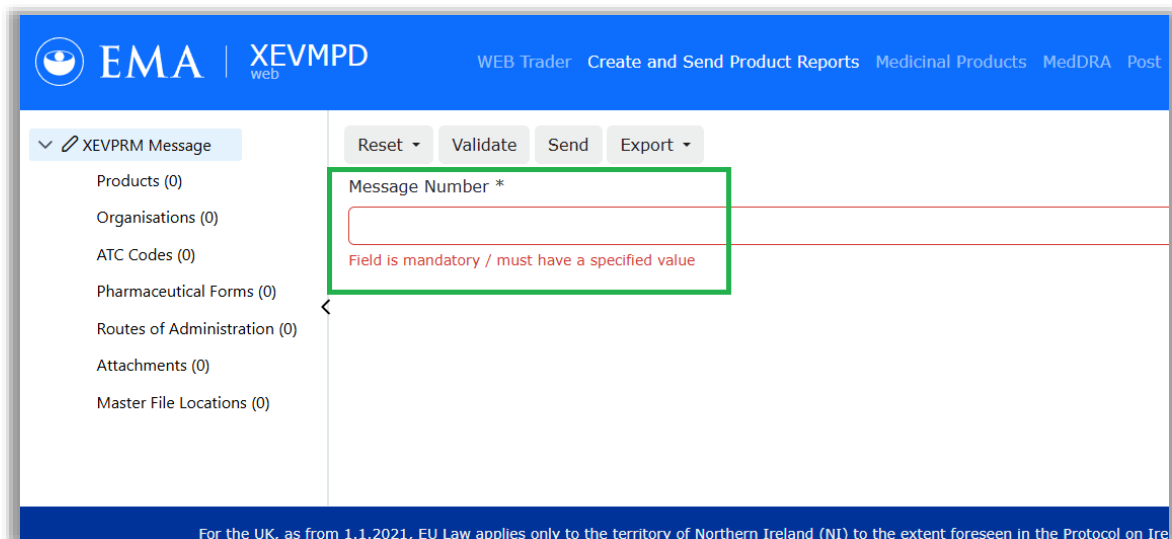 EMA | XEVMPD
web
WEB Trader Create and Send Product Reports Medicinal Products MedDRA Post
XEVPRM Message
Products (0)
Organisations (0)
ATC Codes (0)
Pharmaceutical Forms (0)
Routes of Administration (0)
Attachments (0)
Master File Locations (0)
Reset Validate Send Export
Message Number *
Field is mandatory / must have a specified value
For the UK, as from 1.1.2021, EU Law applies only to the territory of Northern Ireland (NI) to the extent foreseen in the Protocol on Ire